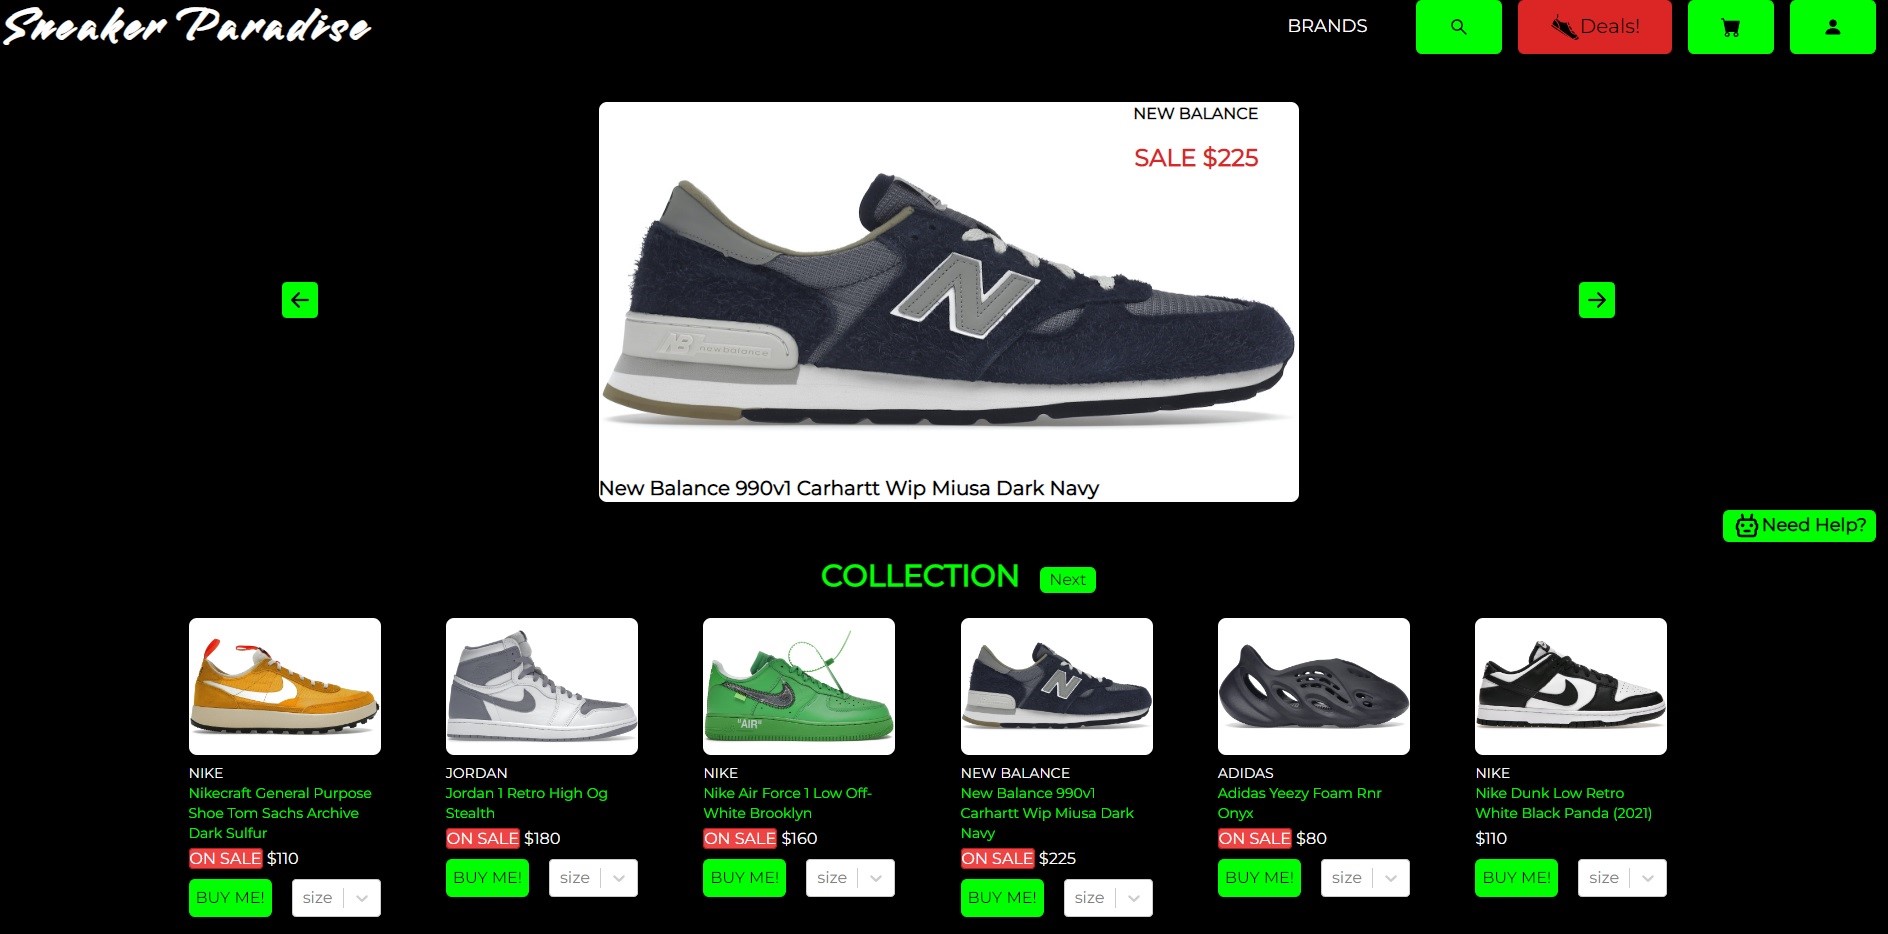 Sneaker Paradise
BRANDS
Deals!
NEW BALANCE
SALE $225
N
NB newbalance
New Balance 990v1 Carhartt Wip Miusa Dark Navy
Need Help?
COLLECTION
Next
"AIR"
N
NIKE
Nikecraft General Purpose
Shoe Tom Sachs Archive
Dark Sulfur
ON SALE $110
BUY ME!
size
JORDAN
Jordan 1 Retro High Og
Stealth
ON SALE $180
BUY ME!
size
NIKE
Nike Air Force 1 Low Off-
White Brooklyn
ON SALE $160
BUY ME!
size
NEW BALANCE
New Balance 990v1
Carhartt Wip Miusa Dark
Navy
ON SALE $225
BUY ME!
size
ADIDAS
Adidas Yeezy Foam Rnr
Onyx
ON SALE $80
BUY ME!
size
NIKE
Nike Dunk Low Retro
White Black Panda (2021)
$110
BUY ME!
size